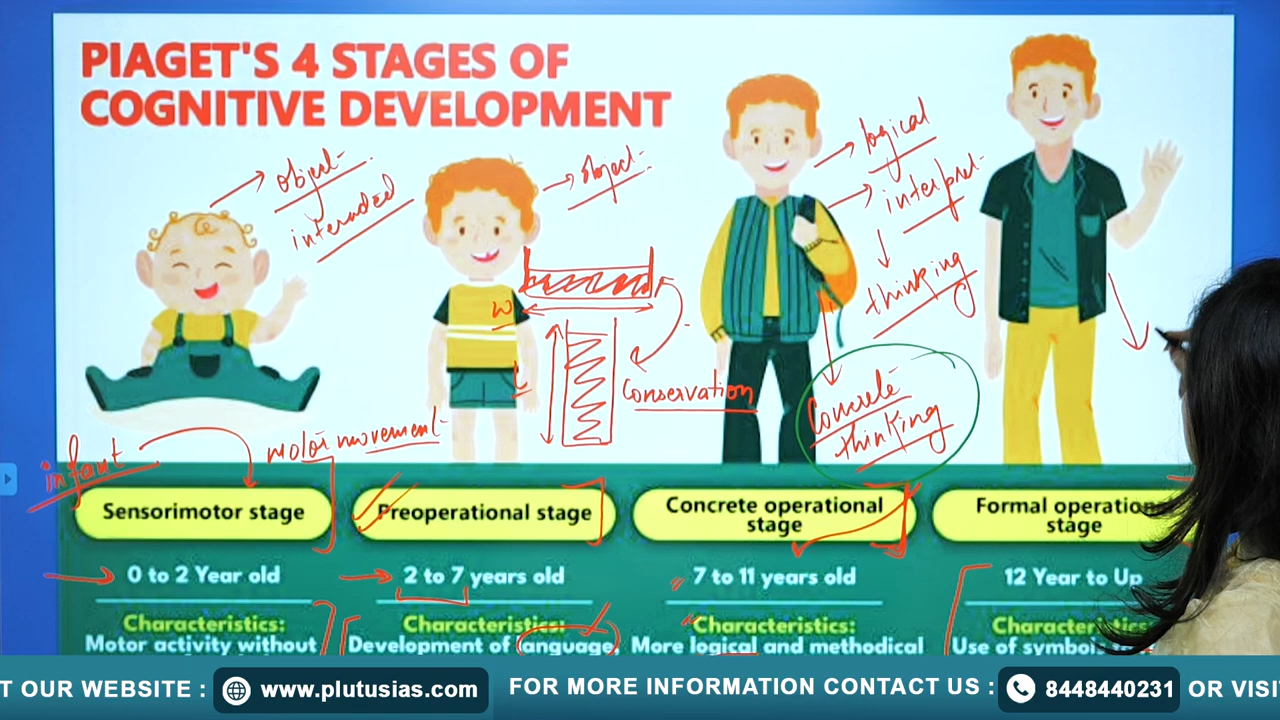 PIAGET'S 4 STAGES OF
COGNITIVE DEVELOPMENT
object
object
logical
interpret
thinking
W
L
Conservation
Concrete
thinking
infant
motor movement
Sensorimotor stage
Preoperational stage
Concrete operational
stage
Formal operation
stage
0 to 2 Year old
2 to 7 years old
7 to 11 years old
12 Year to Up
Characteristics:
Characteristics:
Characteristics:
Characteristics:
Motor activity without
Development of language,
More logical and methodical
Use of symbols
T OUR WEBSITE :
www.plutusias.com
FOR MORE INFORMATION CONTACT US :
8448440231
OR VISI